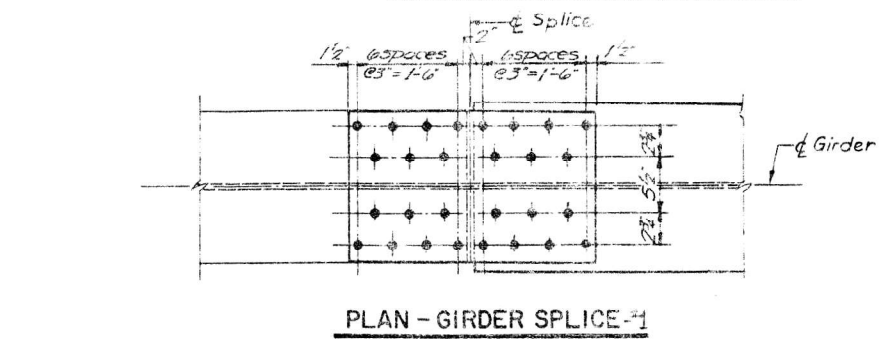 ℄ Splice
2"
1½" 6 spaces 6 spaces 1½"
@3"=1'-6" @3"=1'-6"
2¾
5½
2¾
℄ Girder
PLAN - GIRDER SPLICE-#1